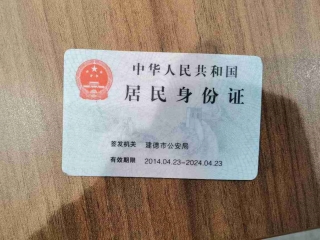 中华人民共和国
居民身份证
签发机关 建德市公安局
有效期限 2014.04.23-2024.04.23